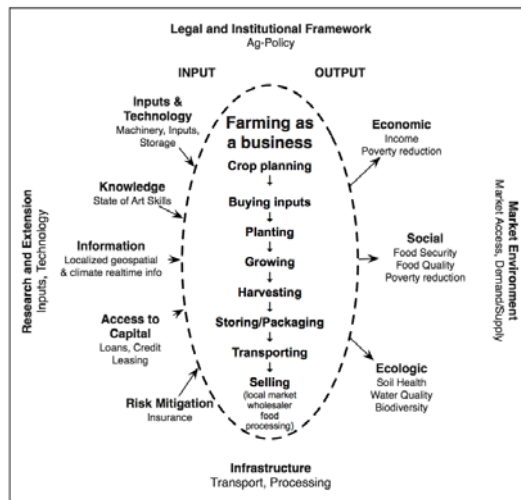 Legal and Institutional Framework
Ag-Policy
INPUT
OUTPUT
Inputs &
Technology
Machinery, Inputs,
Storage
Knowledge
State of Art Skills
Information
Localized geospatial
& climate realtime info
Access to
Capital
Loans, Credit
Leasing
Risk Mitigation
Insurance
Farming as
a business
Crop planning
Buying inputs
Planting
Growing
Harvesting
Storing/Packaging
Transporting
Selling
(local market
wholesaler
food
processing)
Economic
Income
Poverty reduction
Social
Food Security
Food Quality
Poverty reduction
Ecologic
Soil Health
Water Quality
Biodiversity
Research and Extension
Inputs, Technology
Market Environment
Market Access, Demand/Supply
Infrastructure
Transport, Processing